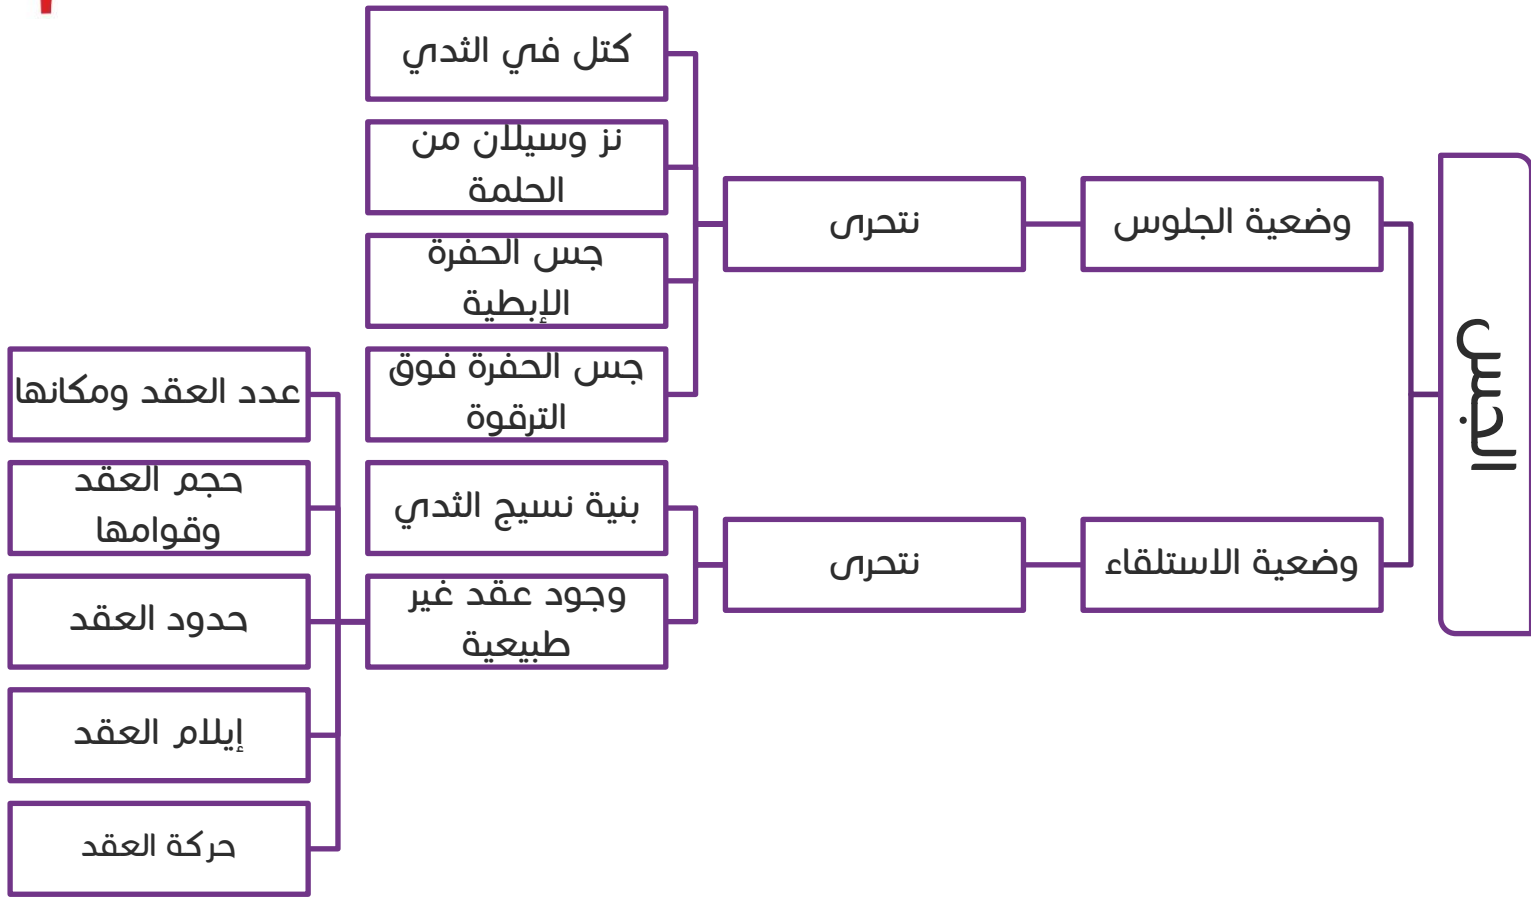 الجس
وضعية الجلوس
نتحرى
كتل في الثدي
نز وسيلان من
الحلمة
جس الحفرة
الإبطية
جس الحفرة فوق
الترقوة
وضعية الاستلقاء
نتحرى
بنية نسيج الثدي
وجود عقد غير
طبيعية
عدد العقد ومكانها
حجم العقد
وقوامها
حدود العقد
إيلام العقد
حركة العقد